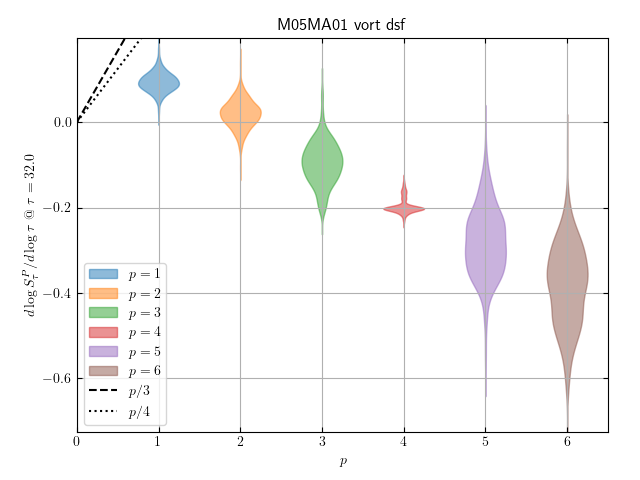 M05MA01 vort dsf
d log S_τ^P / d log τ @ τ = 32.0
0.0
−0.2
−0.4
−0.6
p = 1
p = 2
p = 3
p = 4
p = 5
p = 6
p/3
p/4
0 1 2 3 4 5 6
p